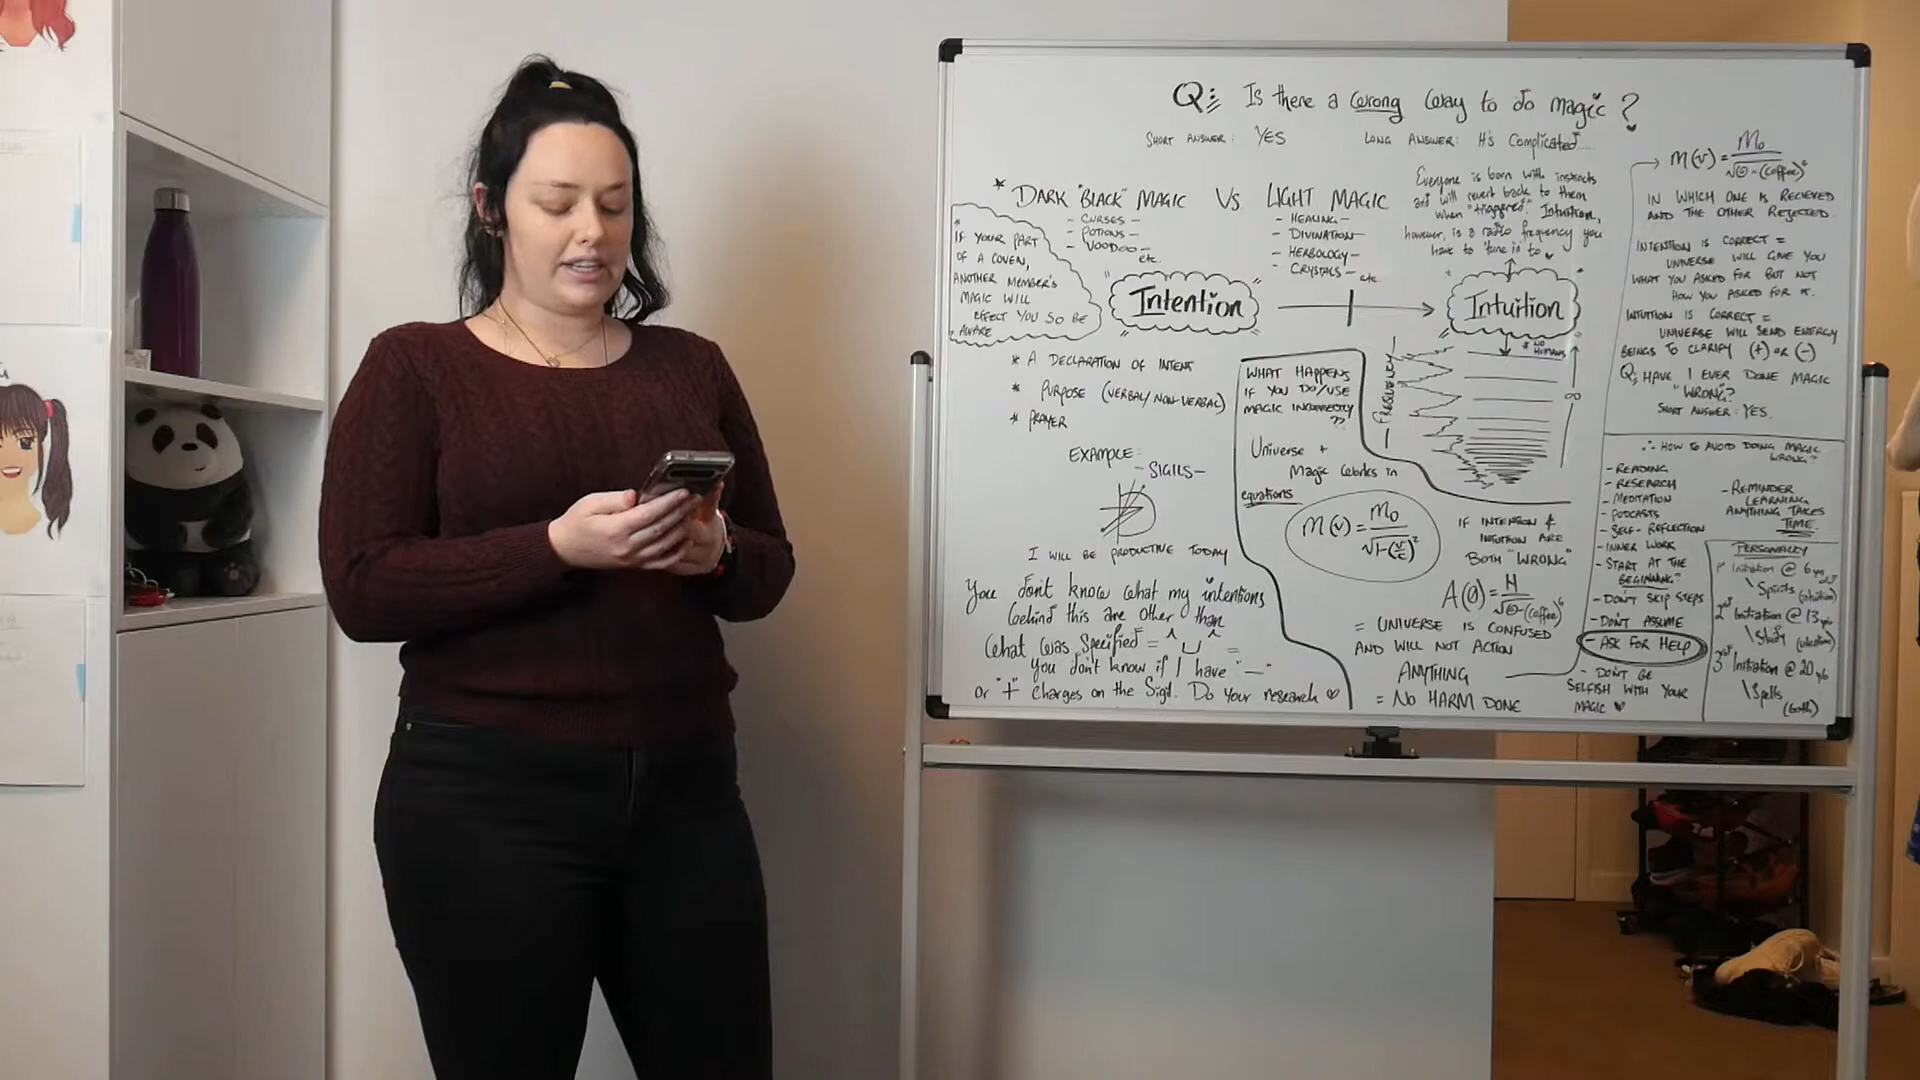 Q: Is there a wrong way to do magic?
SHORT ANSWER: YES
LONG ANSWER: It's Complicated....
* DARK "BLACK" MAGIC VS. LIGHT MAGIC
- CURSES -
- POTIONS -
- VOODOO -
etc
- HEALING -
- DIVINATION -
- HERBOLOGY -
- CRYSTALS - etc.
*
IF YOUR PART
OF A COVEN,
ANOTHER MEMBER'S
MAGIC WILL
EFFECT YOU SO BE
AWARE
"Intention"
* A DECLARATION OF INTENT
* PURPOSE (VERBAL/NON-VERBAL)
* PRAYER
EXAMPLE:
- SIGILS -
I WILL BE PRODUCTIVE TODAY
You don't know what my intentions
behind this are other than
what was specified =
you don't know if I have "—"
or "+" charges on the Sigil. Do your research
Everyone is born with instincts
and will revert back to them
when "triggered". Intuition,
however, is a radio frequency you
have to 'tune in' to
"Intuition"
* NO
HUMANS
FREQUENCY
∞
WHAT HAPPENS
IF YOU DO/USE
MAGIC INCORRECTLY
??
Universe +
Magic works in
equations
M(v) = Mo / √1-(v/c)²
IF INTENTION &
INTUITION ARE
BOTH "WRONG"
= UNIVERSE IS CONFUSED
AND WILL NOT ACTION
ANYTHING
= NO HARM DONE
IN WHICH ONE IS RECIEVED
AND THE OTHER REJECTED.
INTENTION IS CORRECT =
UNIVERSE WILL GIVE YOU
WHAT YOU ASKED FOR BUT NOT
HOW YOU ASKED FOR IT.
INTUITION IS CORRECT =
UNIVERSE WILL SEND ENERGY
BEINGS TO CLARIFY (+) OR (-)
Q: HAVE I EVER DONE MAGIC
"WRONG?"
SHORT ANSWER: YES.
∴ HOW TO AVOID DOING MAGIC
WRONG?
- READING
- RESEARCH
- MEDITATION
- PODCASTS
- SELF-REFLECTION
- INNER WORK
- START AT THE
BEGINNING
- DON'T SKIP STEPS
- DON'T ASSUME
- ASK FOR HELP
- DON'T BE
SELFISH WITH YOUR
MAGIC
- REMINDER
LEARNING
ANYTHING TAKES
TIME.
PERSONALLY
1st Initiation @ 6
\ Spirits
2nd Initiation @ 13
\ Study
3rd Initiation @ 20
\ Spells
(both)